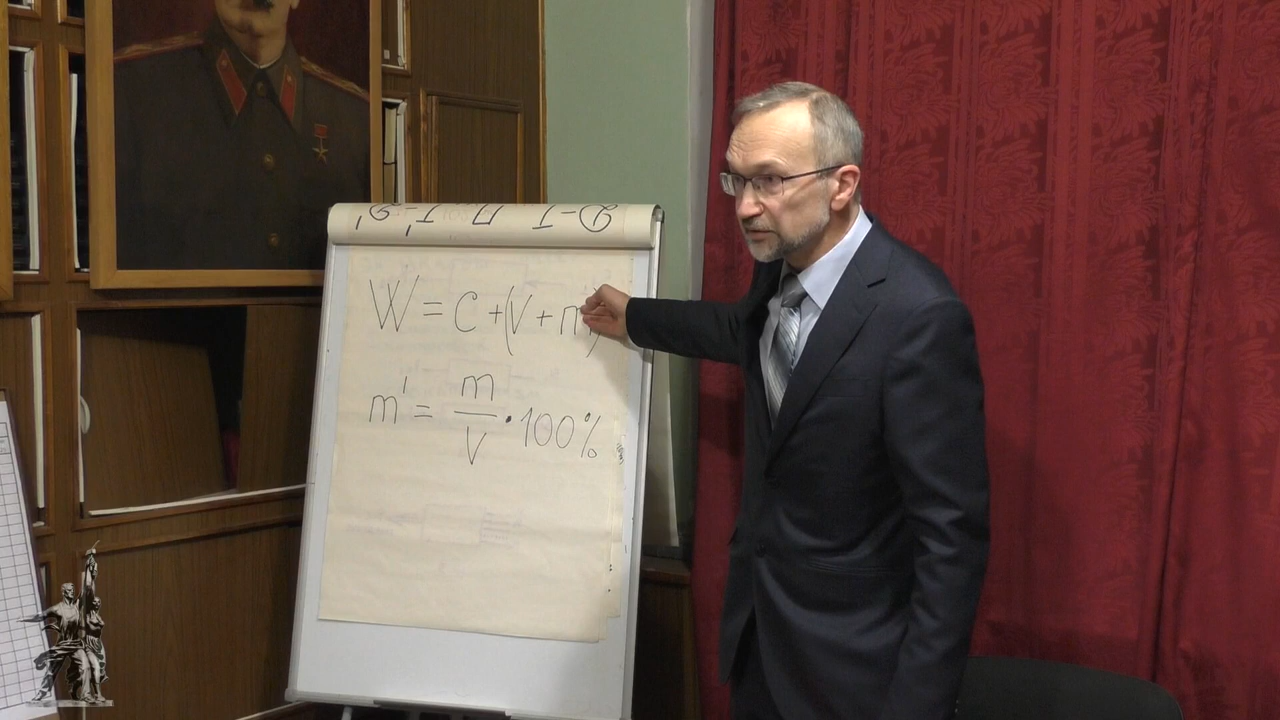 Д-Т П Т'-Д'
W = c + (v + m)
m' = m/v · 100%